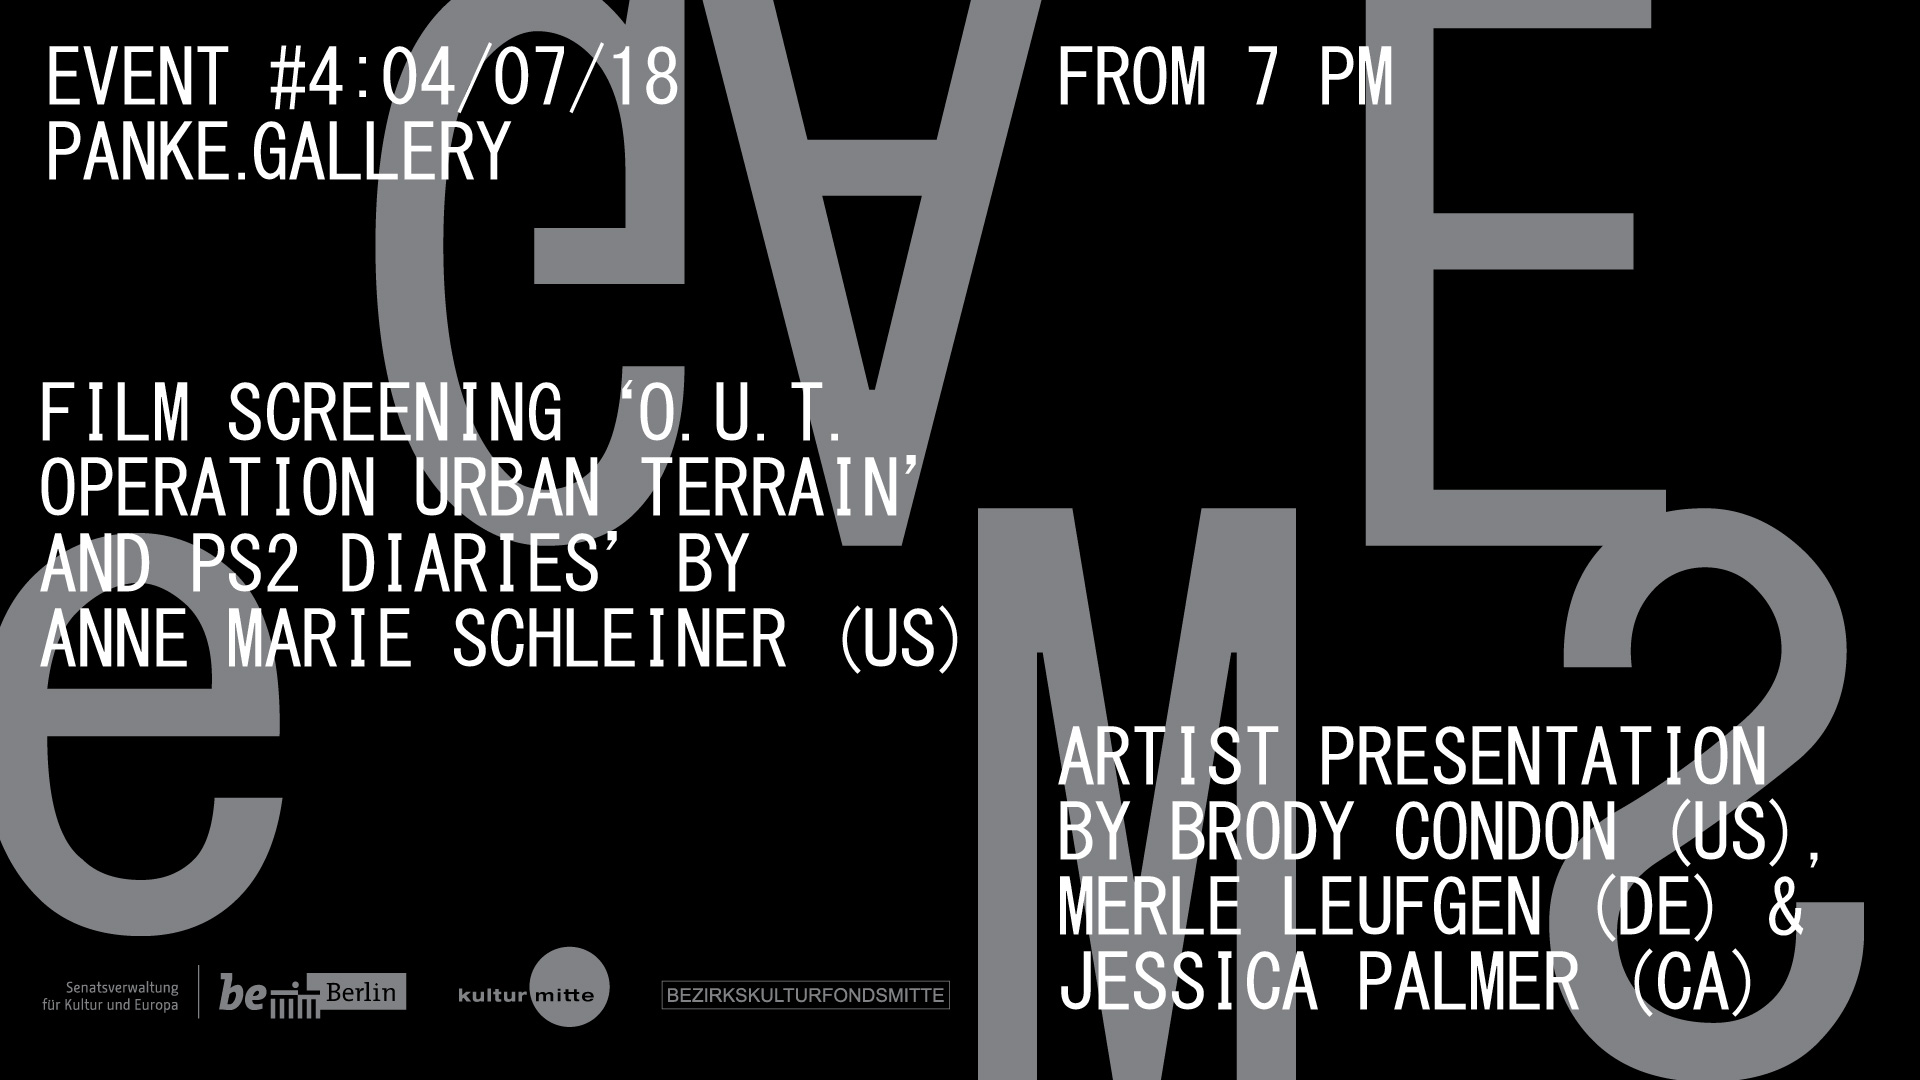 EVENT #4:04/07/18
PANKE.GALLERY
FROM 7 PM
FILM SCREENING ‘O.U.T.
OPERATION URBAN TERRAIN’
AND PS2 DIARIES’ BY
ANNE MARIE SCHLEINER (US)
ARTIST PRESENTATION
BY BRODY CONDON (US),
MERLE LEUFGEN (DE) &
JESSICA PALMER (CA)
G A E
e M S
Senatsverwaltung
für Kultur und Europa
be Berlin
kultur mitte
BEZIRKSKULTURFONDSMITTE